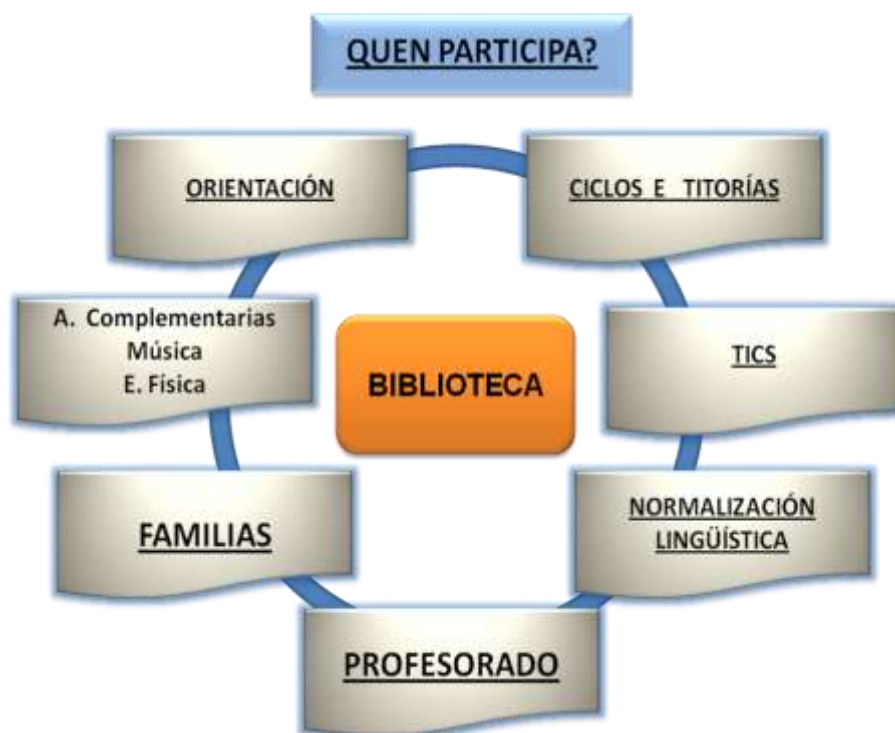 QUEN PARTICIPA?
ORIENTACIÓN
CICLOS E TITORÍAS
A. Complementarias
Música
E. Física
BIBLIOTECA
TICS
FAMILIAS
NORMALIZACIÓN
LINGÜÍSTICA
PROFESORADO